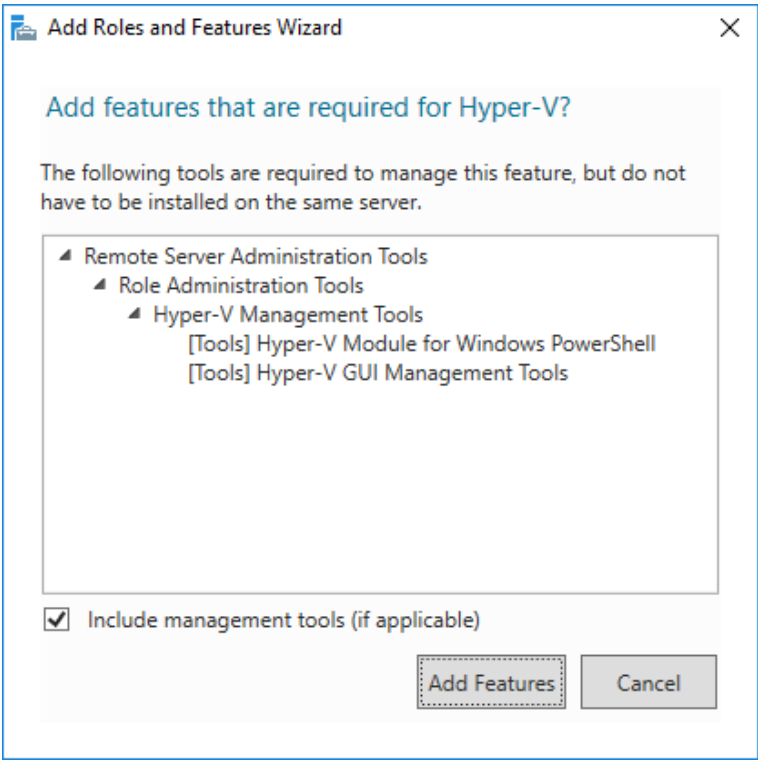 Add Roles and Features Wizard
Add features that are required for Hyper-V?
The following tools are required to manage this feature, but do not
have to be installed on the same server.
Remote Server Administration Tools
Role Administration Tools
Hyper-V Management Tools
[Tools] Hyper-V Module for Windows PowerShell
[Tools] Hyper-V GUI Management Tools
Include management tools (if applicable)
Add Features
Cancel